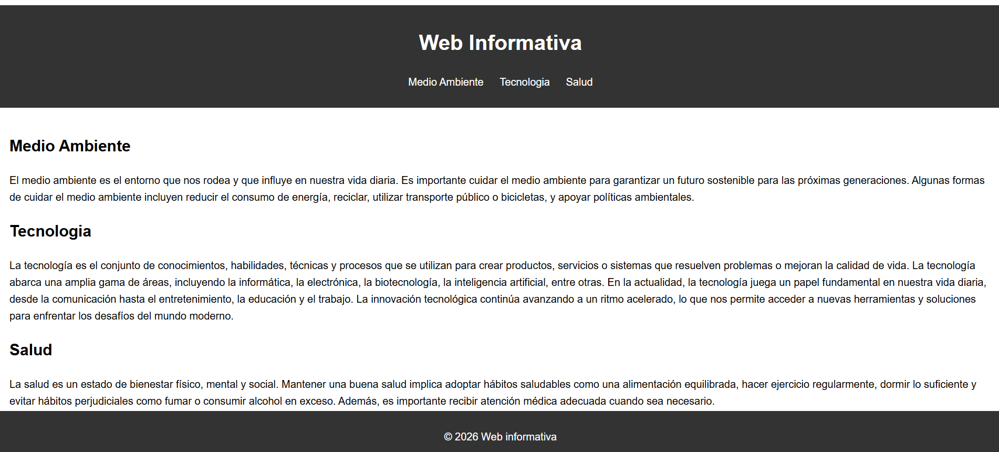 Web Informativa
Medio Ambiente Tecnologia Salud
Medio Ambiente
El medio ambiente es el entorno que nos rodea y que influye en nuestra vida diaria. Es importante cuidar el medio ambiente para garantizar un futuro sostenible para las próximas generaciones. Algunas formas
de cuidar el medio ambiente incluyen reducir el consumo de energía, reciclar, utilizar transporte público o bicicletas, y apoyar políticas ambientales.
Tecnologia
La tecnología es el conjunto de conocimientos, habilidades, técnicas y procesos que se utilizan para crear productos, servicios o sistemas que resuelven problemas o mejoran la calidad de vida. La tecnología
abarca una amplia gama de áreas, incluyendo la informática, la electrónica, la biotecnología, la inteligencia artificial, entre otras. En la actualidad, la tecnología juega un papel fundamental en nuestra vida diaria,
desde la comunicación hasta el entretenimiento, la educación y el trabajo. La innovación tecnológica continúa avanzando a un ritmo acelerado, lo que nos permite acceder a nuevas herramientas y soluciones
para enfrentar los desafíos del mundo moderno.
Salud
La salud es un estado de bienestar físico, mental y social. Mantener una buena salud implica adoptar hábitos saludables como una alimentación equilibrada, hacer ejercicio regularmente, dormir lo suficiente y
evitar hábitos perjudiciales como fumar o consumir alcohol en exceso. Además, es importante recibir atención médica adecuada cuando sea necesario.
© 2026 Web informativa